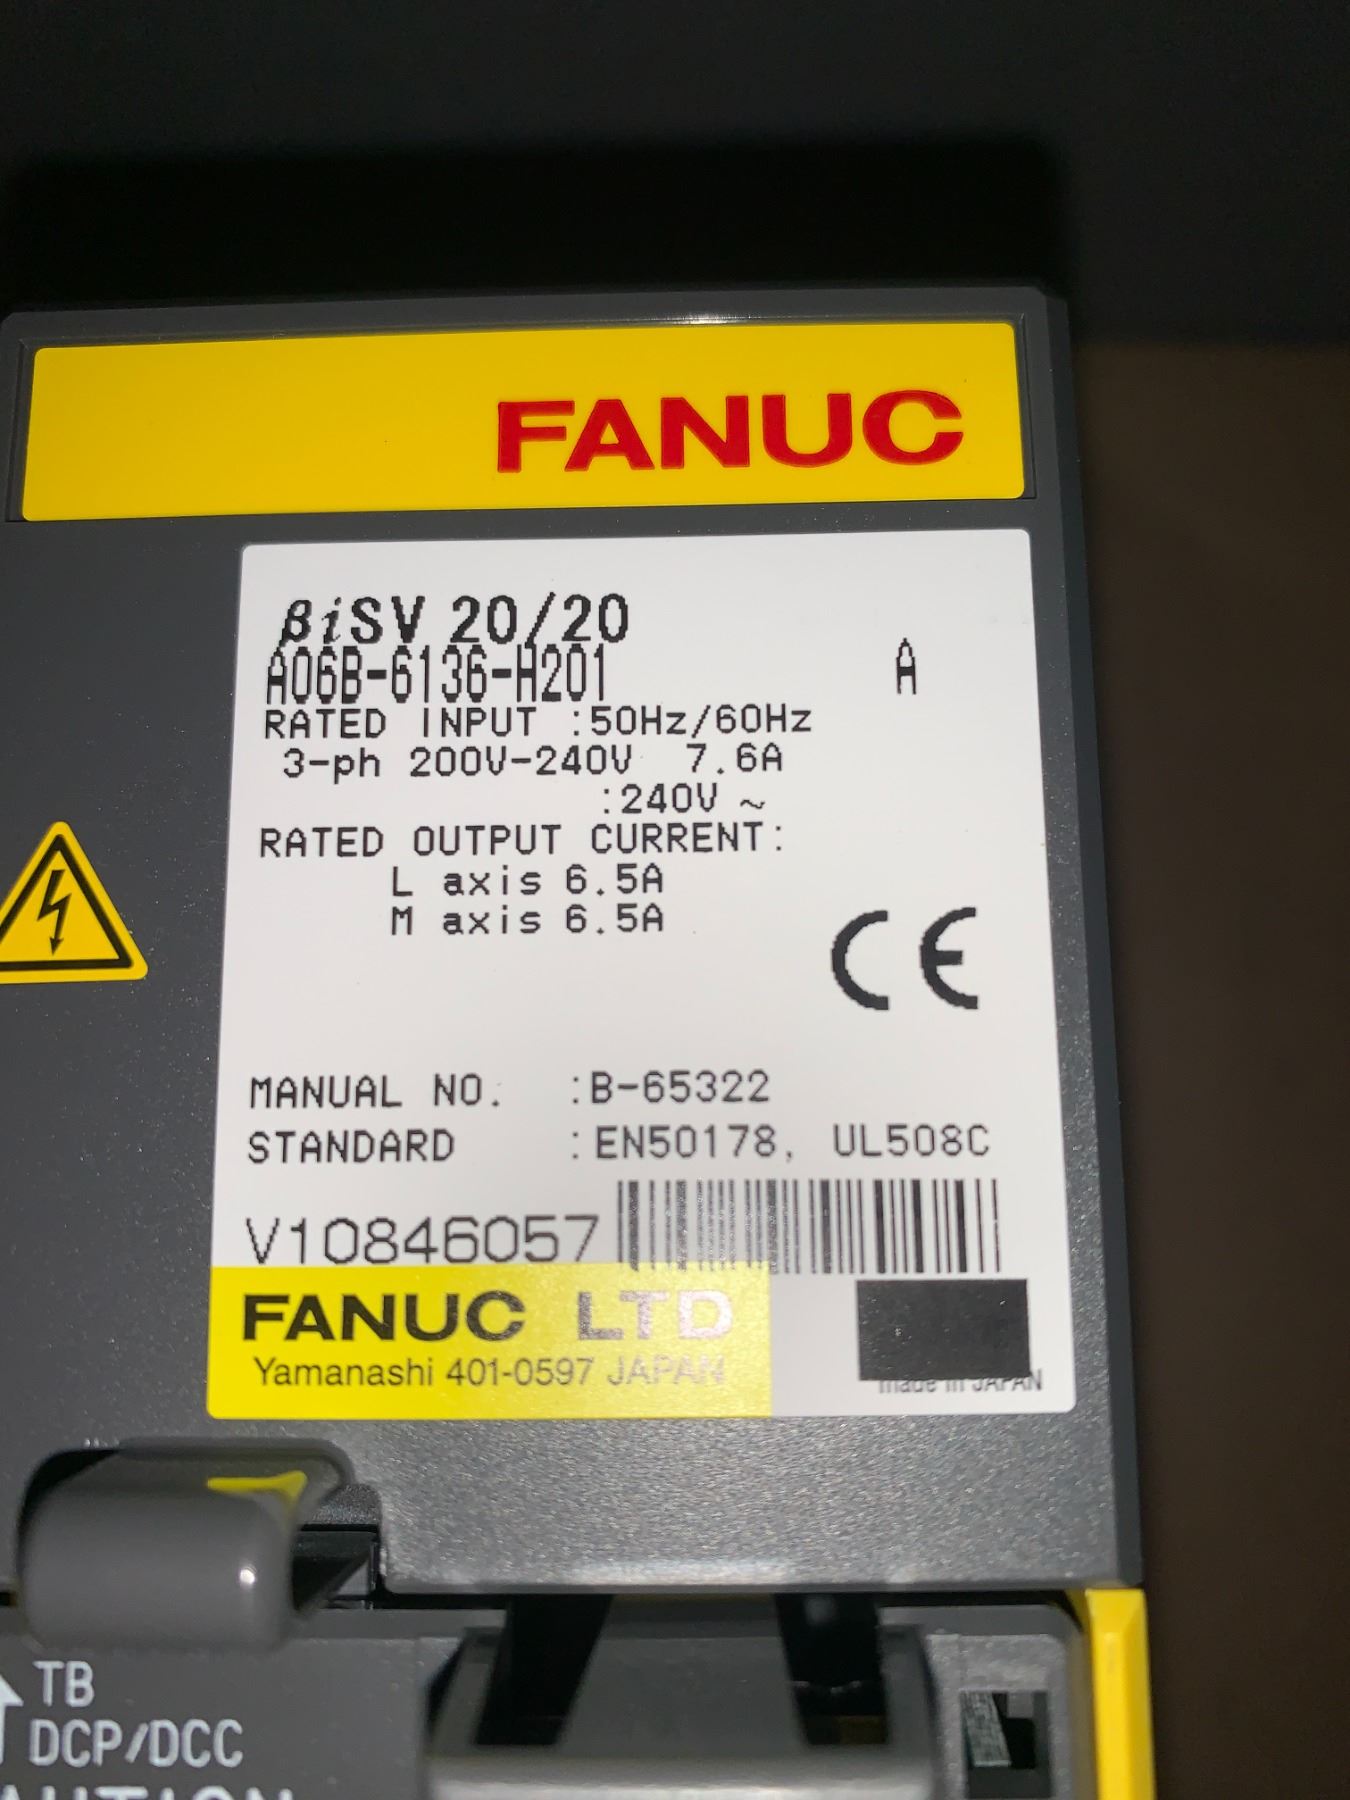 FANUC
βiSV 20/20
A06B-6136-H201 A
RATED INPUT :50Hz/60Hz
3-ph 200V-240V 7.6A
:240V ~
RATED OUTPUT CURRENT:
L axis 6.5A
M axis 6.5A
CE
MANUAL NO. :B-65322
STANDARD :EN50178, UL508C
V10846057
FANUC LTD
Yamanashi 401-0597 JAPAN
made in JAPAN
TB
DCP/DCC
CAUTION